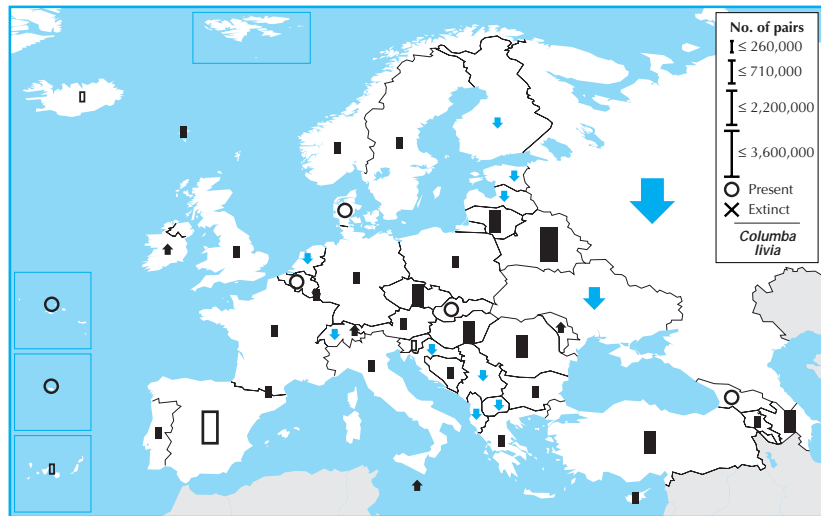 No. of pairs
≤ 260,000
≤ 710,000
≤ 2,200,000
≤ 3,600,000
Present
Extinct
Columba
livia